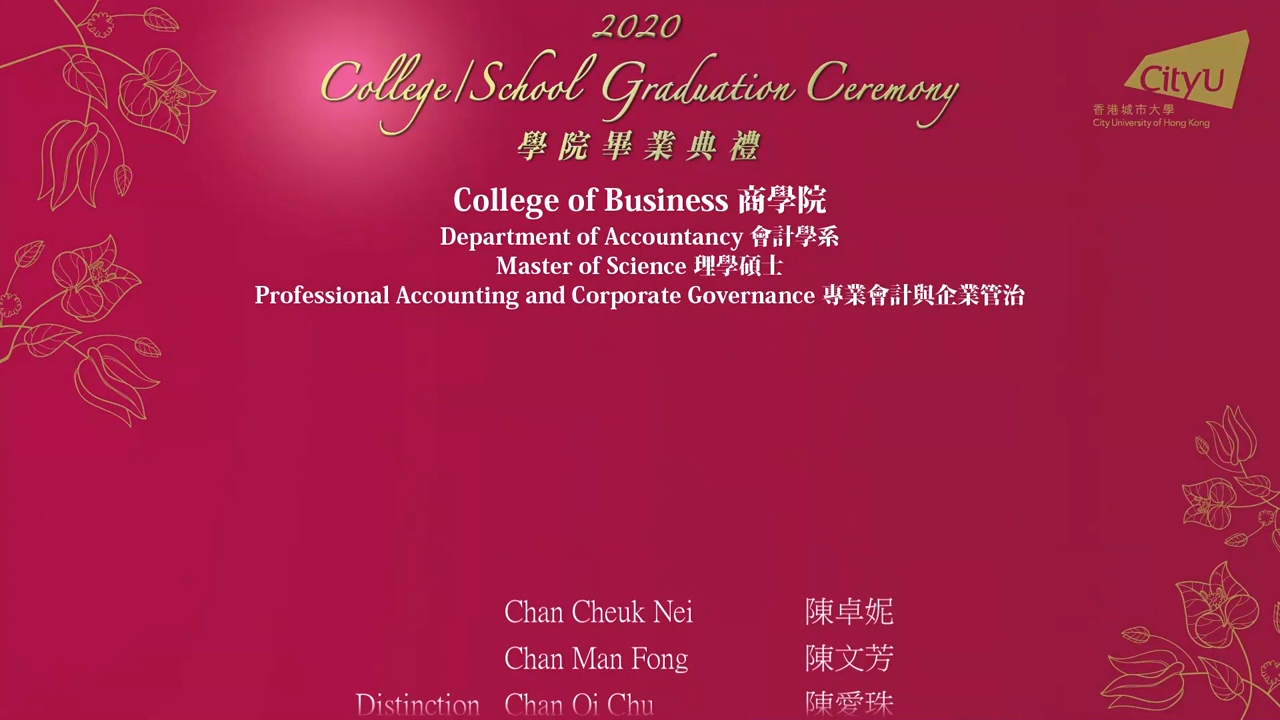 2020
College/School Graduation Ceremony
學院畢業典禮
CityU
香港城市大學
City University of Hong Kong
College of Business 商學院
Department of Accountancy 會計學系
Master of Science 理學碩士
Professional Accounting and Corporate Governance 專業會計與企業管治
Chan Cheuk Nei 陳卓妮
Chan Man Fong 陳文芳
Distinction Chan Oi Chu 陳愛珠